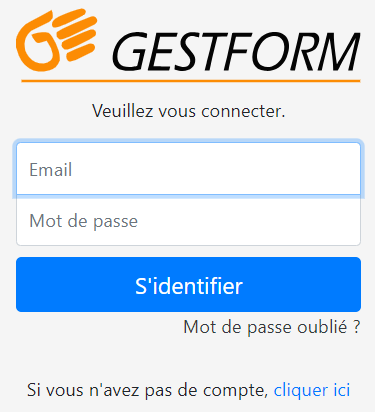 GESTFORM
Veuillez vous connecter.
Email
Mot de passe
S'identifier
Mot de passe oublié ?
Si vous n'avez pas de compte, cliquer ici